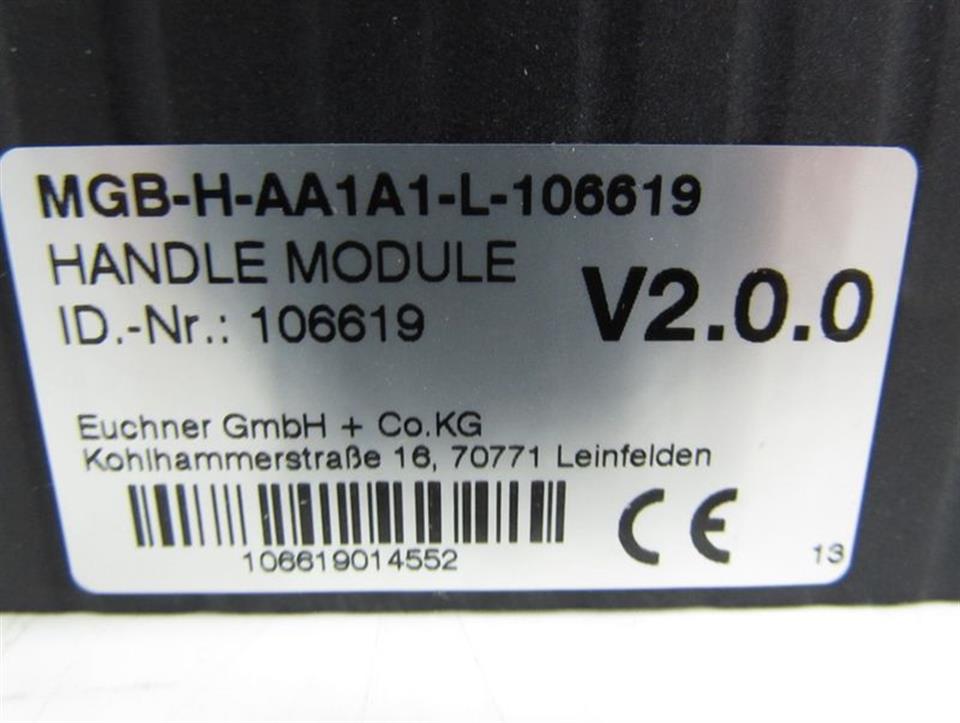 MGB-H-AA1A1-L-106619
HANDLE MODULE
ID.-Nr.: 106619
V2.0.0
Euchner GmbH + Co.KG
Kohlhammerstraße 16, 70771 Leinfelden
106619014552
CE
13